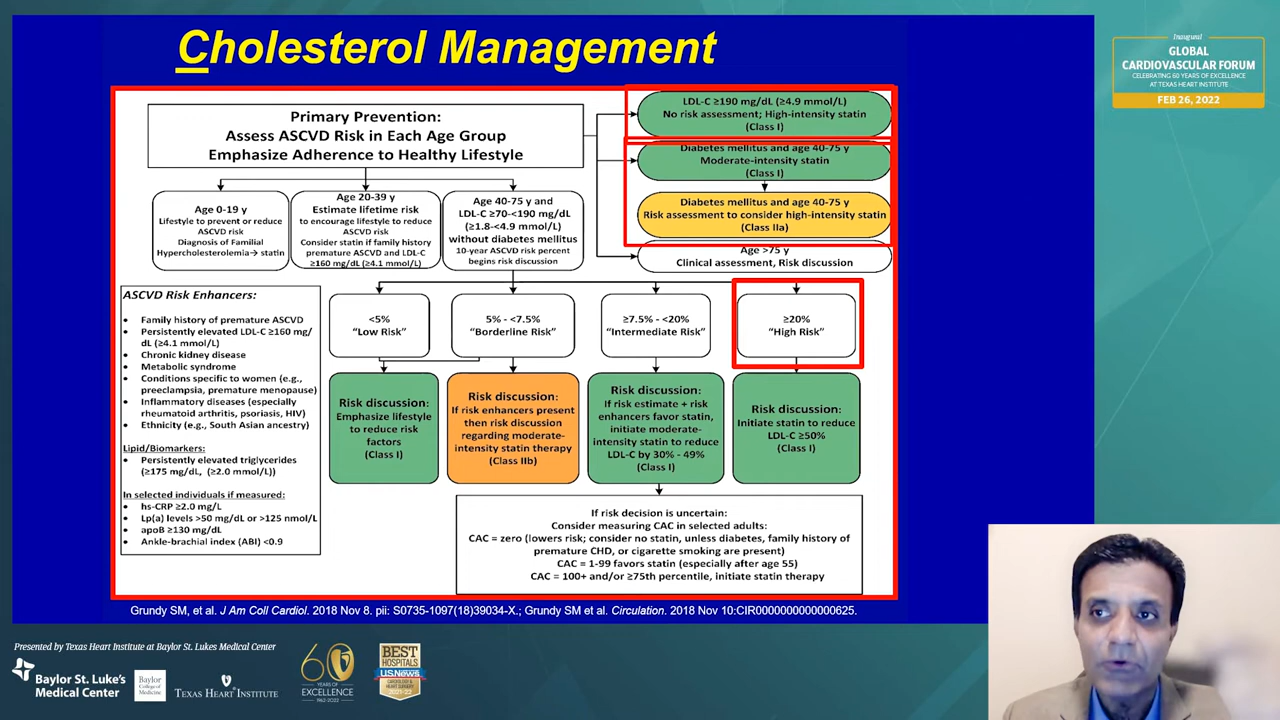 Cholesterol Management
Inaugural
GLOBAL
CARDIOVASCULAR FORUM
CELEBRATING 60 YEARS OF EXCELLENCE
AT TEXAS HEART INSTITUTE
FEB 26, 2022
Primary Prevention:
Assess ASCVD Risk in Each Age Group
Emphasize Adherence to Healthy Lifestyle
LDL-C ≥190 mg/dL (≥4.9 mmol/L)
No risk assessment; High-intensity statin
(Class I)
Diabetes mellitus and age 40-75 y
Moderate-intensity statin
(Class I)
Diabetes mellitus and age 40-75 y
Risk assessment to consider high-intensity statin
(Class IIa)
Age >75 y
Clinical assessment, Risk discussion
Age 0-19 y
Lifestyle to prevent or reduce
ASCVD risk
Diagnosis of Familial
Hypercholesterolemia→ statin
Age 20-39 y
Estimate lifetime risk
to encourage lifestyle to reduce
ASCVD risk
Consider statin if family history
premature ASCVD and LDL-C
≥160 mg/dL (≥4.1 mmol/L)
Age 40-75 y and
LDL-C ≥70-<190 mg/dL
(≥1.8-<4.9 mmol/L)
without diabetes mellitus
10-year ASCVD risk percent
begins risk discussion
ASCVD Risk Enhancers:
• Family history of premature ASCVD
• Persistently elevated LDL-C ≥160 mg/
dL (≥4.1 mmol/L)
• Chronic kidney disease
• Metabolic syndrome
• Conditions specific to women (e.g.,
preeclampsia, premature menopause)
• Inflammatory diseases (especially
rheumatoid arthritis, psoriasis, HIV)
• Ethnicity (e.g., South Asian ancestry)
Lipid/Biomarkers:
• Persistently elevated triglycerides
(≥175 mg/dL, (≥2.0 mmol/L))
In selected individuals if measured:
• hs-CRP ≥2.0 mg/L
• Lp(a) levels >50 mg/dL or >125 nmol/L
• apoB ≥130 mg/dL
• Ankle-brachial index (ABI) <0.9
<5%
"Low Risk"
5% - <7.5%
"Borderline Risk"
≥7.5% - <20%
"Intermediate Risk"
≥20%
"High Risk"
Risk discussion:
Emphasize lifestyle
to reduce risk
factors
(Class I)
Risk discussion:
If risk enhancers present
then risk discussion
regarding moderate-
intensity statin therapy
(Class IIb)
Risk discussion:
If risk estimate + risk
enhancers favor statin,
initiate moderate-
intensity statin to reduce
LDL-C by 30% - 49%
(Class I)
Risk discussion:
Initiate statin to reduce
LDL-C ≥50%
(Class I)
If risk decision is uncertain:
Consider measuring CAC in selected adults:
CAC = zero (lowers risk; consider no statin, unless diabetes, family history of
premature CHD, or cigarette smoking are present)
CAC = 1-99 favors statin (especially after age 55)
CAC = 100+ and/or ≥75th percentile, initiate statin therapy
Grundy SM, et al. J Am Coll Cardiol. 2018 Nov 8. pii: S0735-1097(18)39034-X.; Grundy SM et al. Circulation. 2018 Nov 10:CIR0000000000000625.
Presented by Texas Heart Institute at Baylor St. Lukes Medical Center
Baylor St. Luke's
Medical Center
Baylor
College of
Medicine
TEXAS HEART INSTITUTE
60
YEARS OF
EXCELLENCE
1962-2022
BEST
HOSPITALS
U.S.News